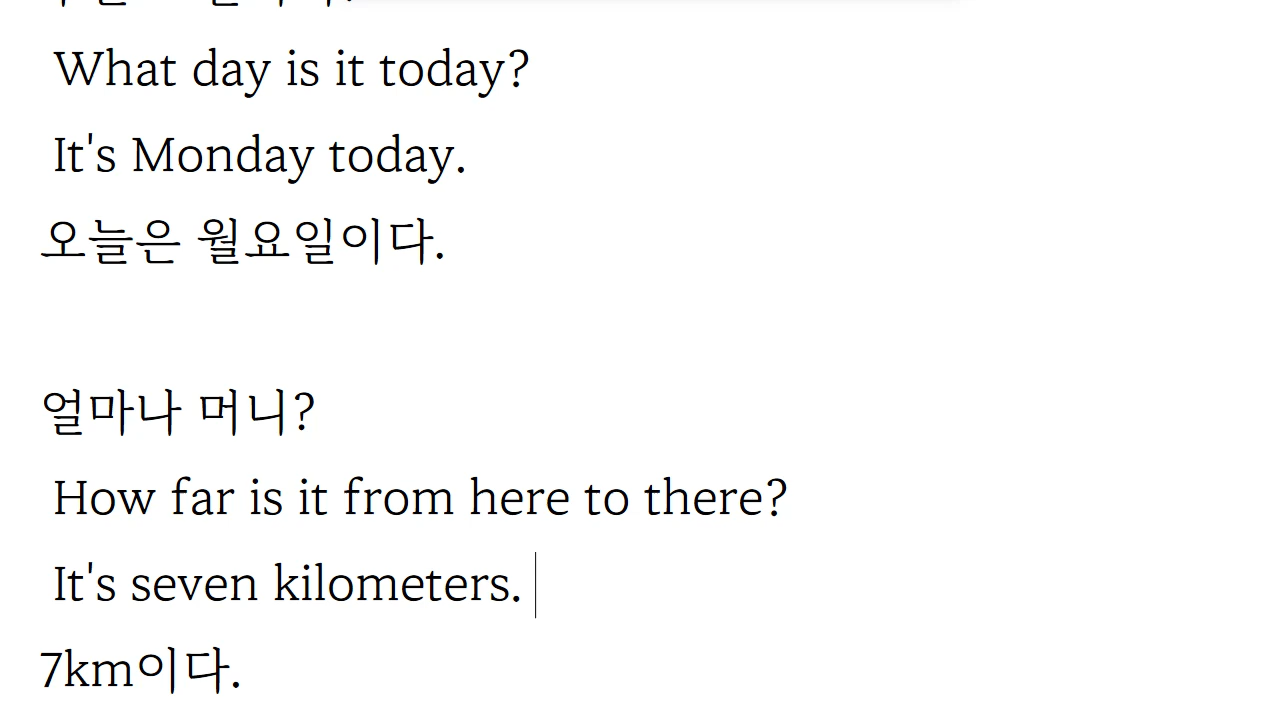 What day is it today?
It's Monday today.
오늘은 월요일이다.
얼마나 머니?
How far is it from here to there?
It's seven kilometers.
7km이다.